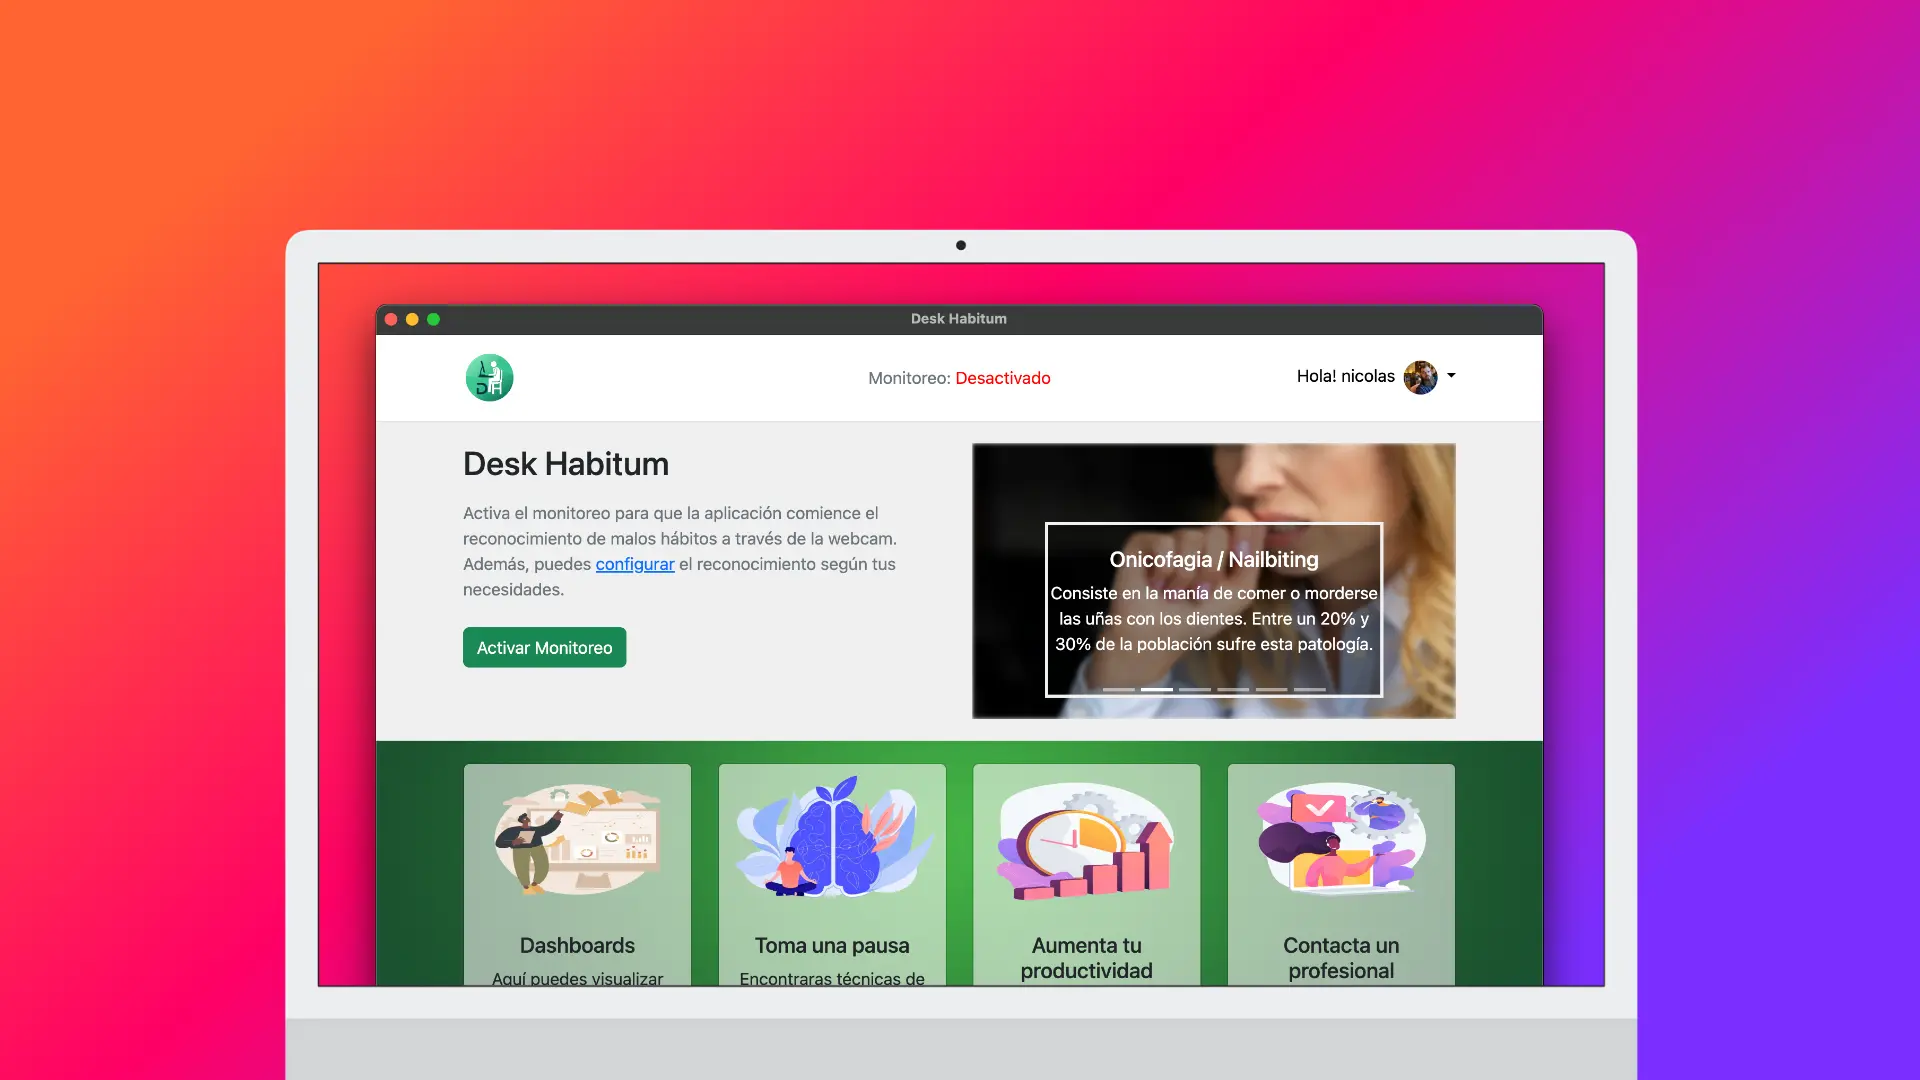 Desk Habitum
DH
Monitoreo: Desactivado
Hola! nicolas
Desk Habitum
Activa el monitoreo para que la aplicación comience el
reconocimiento de malos hábitos a través de la webcam.
Además, puedes configurar el reconocimiento según tus
necesidades.
Activar Monitoreo
Onicofagia / Nailbiting
Consiste en la manía de comer o morderse
las uñas con los dientes. Entre un 20% y
30% de la población sufre esta patología.
Dashboards
Aquí puedes visualizar
Toma una pausa
Encontraras técnicas de
Aumenta tu
productividad
Contacta un
profesional